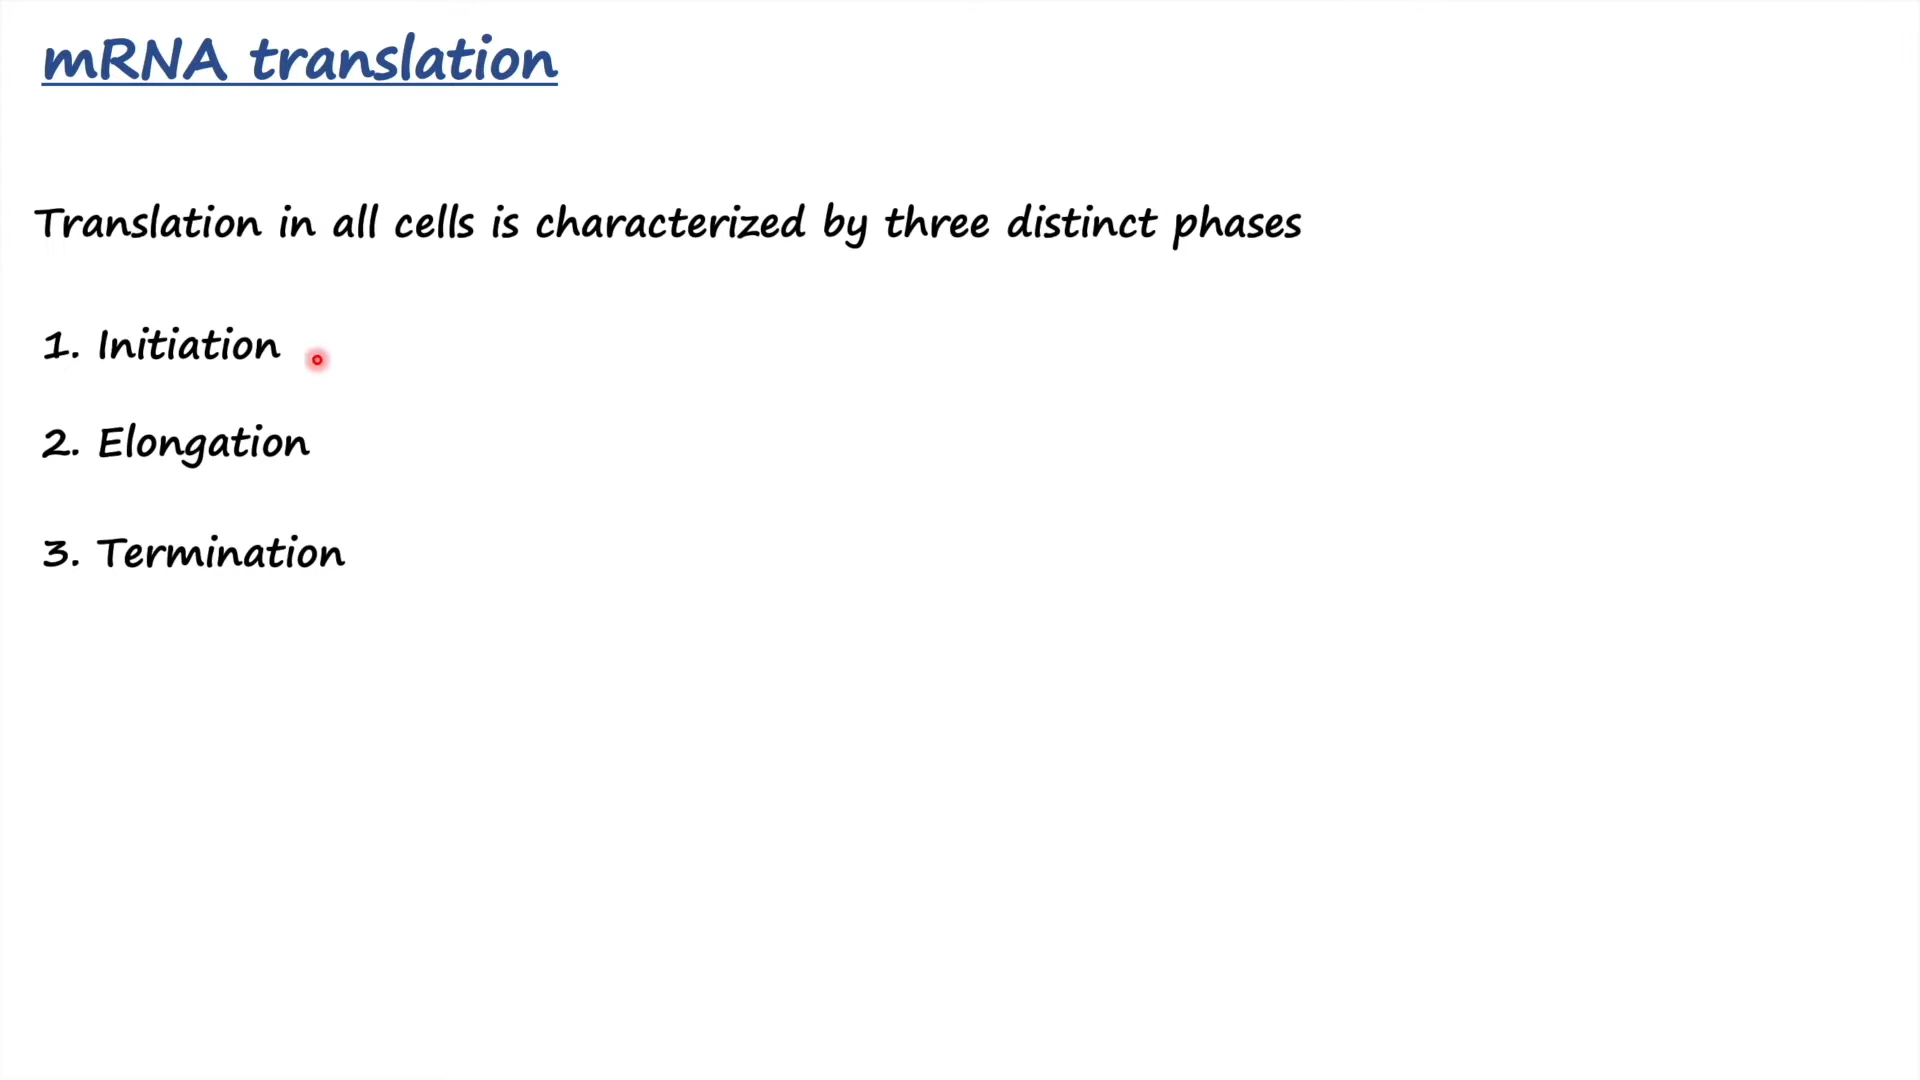 mRNA translation
Translation in all cells is characterized by three distinct phases
1. Initiation
2. Elongation
3. Termination